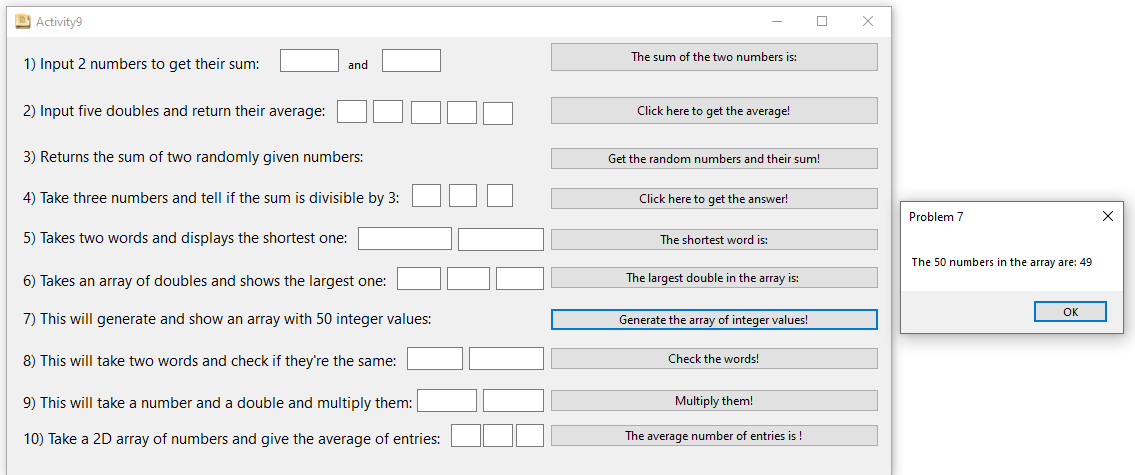 Activity9
1) Input 2 numbers to get their sum: and The sum of the two numbers is:
2) Input five doubles and return their average: Click here to get the average!
3) Returns the sum of two randomly given numbers: Get the random numbers and their sum!
4) Take three numbers and tell if the sum is divisible by 3: Click here to get the answer!
5) Takes two words and displays the shortest one: The shortest word is:
6) Takes an array of doubles and shows the largest one: The largest double in the array is:
7) This will generate and show an array with 50 integer values: Generate the array of integer values!
8) This will take two words and check if they're the same: Check the words!
9) This will take a number and a double and multiply them: Multiply them!
10) Take a 2D array of numbers and give the average of entries: The average number of entries is !
Problem 7
The 50 numbers in the array are: 49
OK